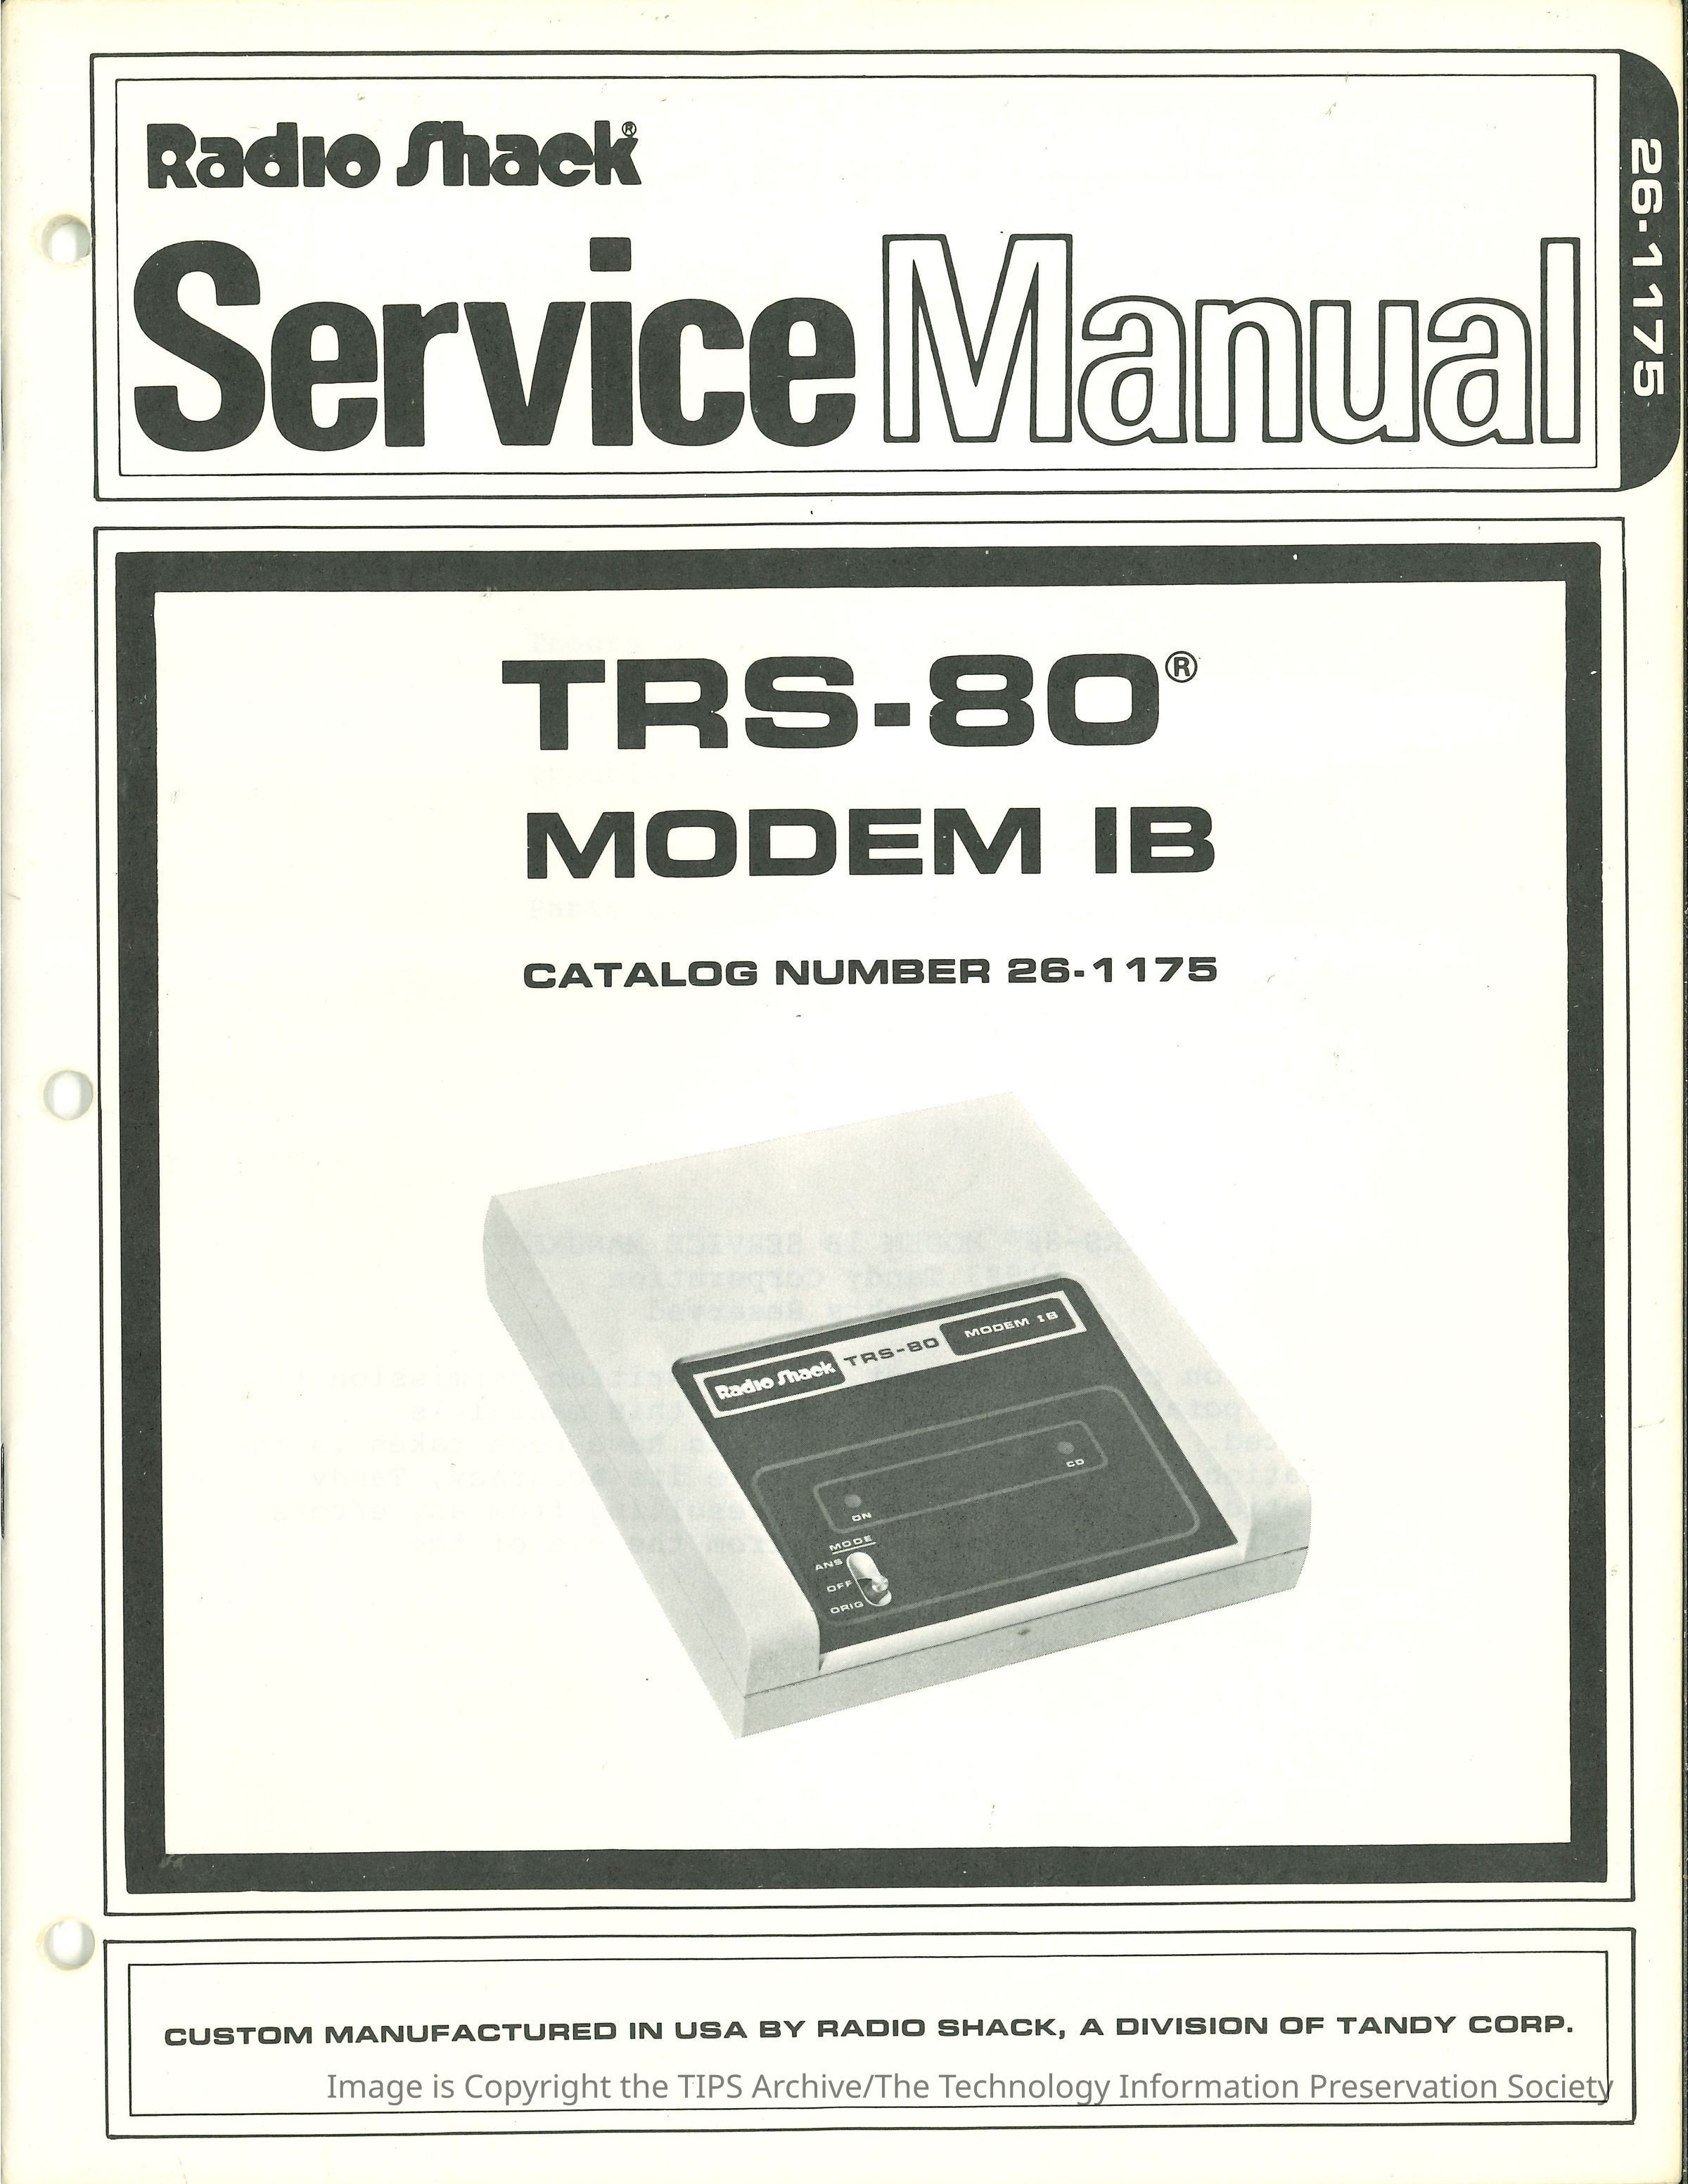 Radio Shack®
Service Manual
26-1175
TRS-80®
MODEM IB
CATALOG NUMBER 26-1175
Radio Shack TRS-80 MODEM IB
CD
ON
MODE
ANS
OFF
ORIG
CUSTOM MANUFACTURED IN USA BY RADIO SHACK, A DIVISION OF TANDY CORP.
Image is Copyright the TIPS Archive/The Technology Information Preservation Society